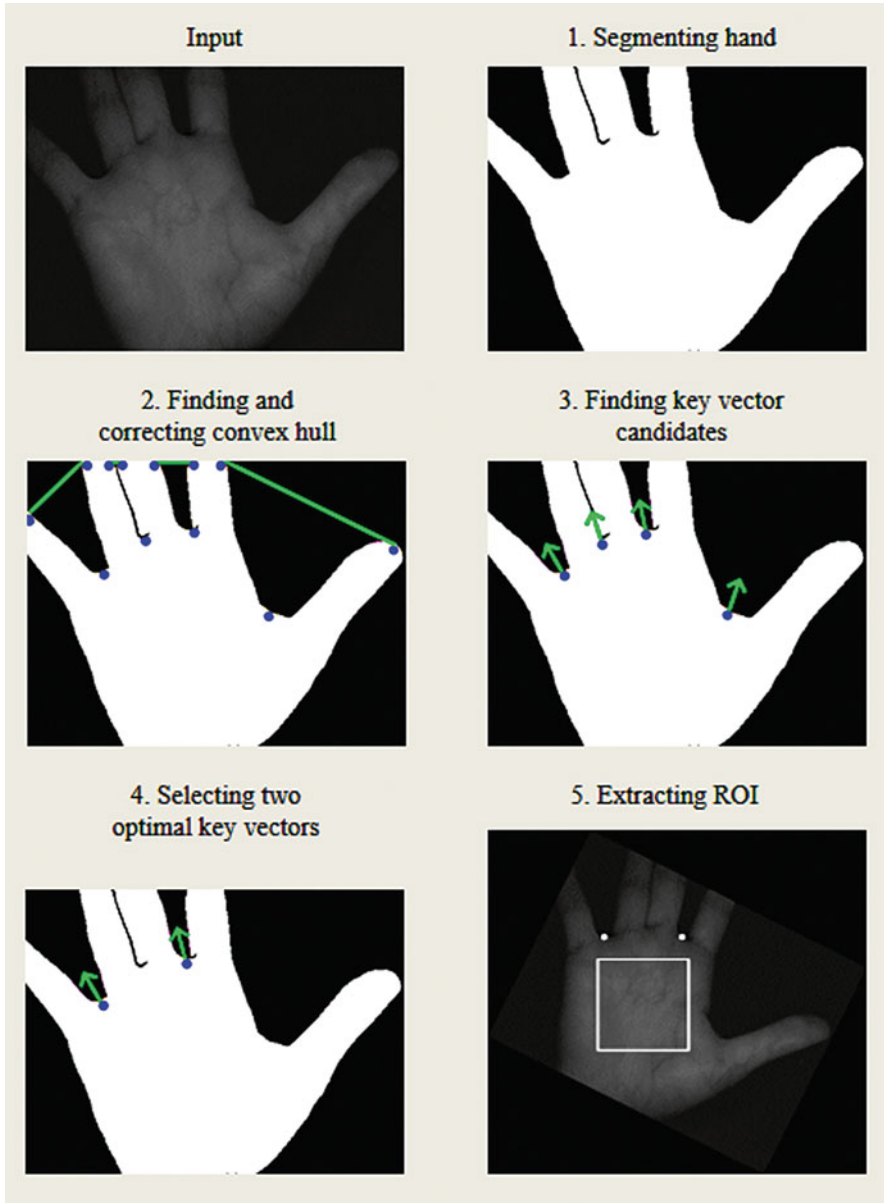 Input
1. Segmenting hand
2. Finding and
correcting convex hull
3. Finding key vector
candidates
4. Selecting two
optimal key vectors
5. Extracting ROI